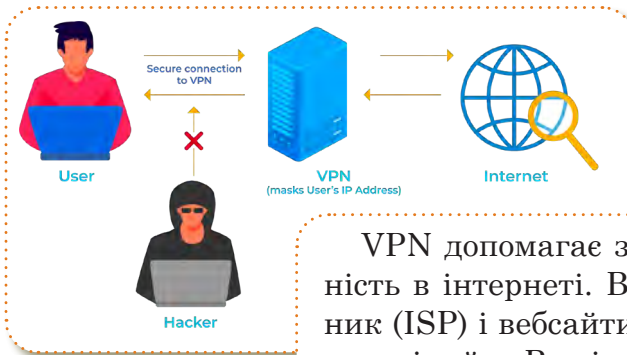 Secure connection
to VPN
User
VPN
(masks User's IP Address)
Internet
Hacker
VPN допомагає з
ність в інтернеті. В
ник (ISP) і вебсайти